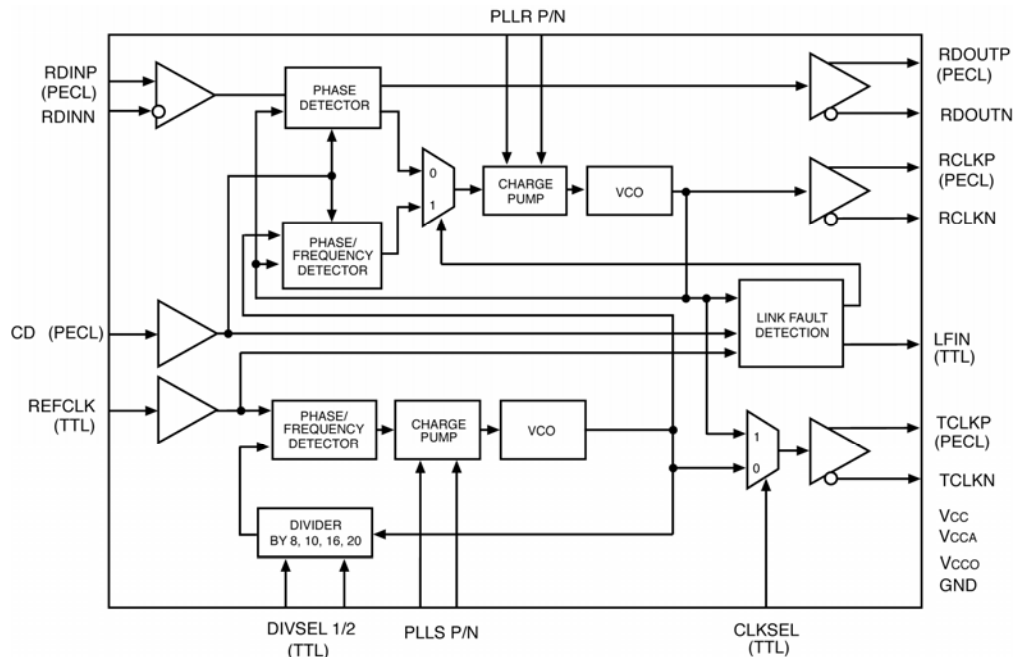 PLLR P/N
RDINP
(PECL)
RDINN
PHASE
DETECTOR
RDOUTP
(PECL)
RDOUTN
0
1
CHARGE
PUMP
VCO
RCLKP
(PECL)
RCLKN
PHASE/
FREQUENCY
DETECTOR
CD (PECL)
LINK FAULT
DETECTION
LFIN
(TTL)
REFCLK
(TTL)
PHASE/
FREQUENCY
DETECTOR
CHARGE
PUMP
VCO
1
0
TCLKP
(PECL)
TCLKN
DIVIDER
BY 8, 10, 16, 20
VCC
VCCA
VCCO
GND
DIVSEL 1/2
(TTL)
PLLS P/N
CLKSEL
(TTL)